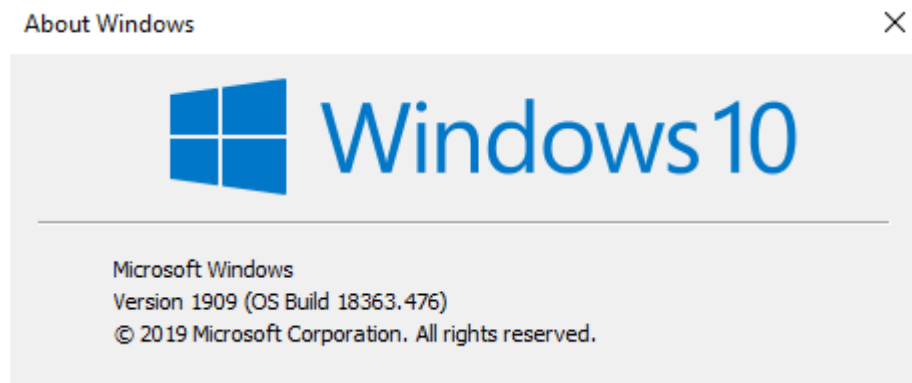 About Windows
Windows 10
Microsoft Windows
Version 1909 (OS Build 18363.476)
© 2019 Microsoft Corporation. All rights reserved.